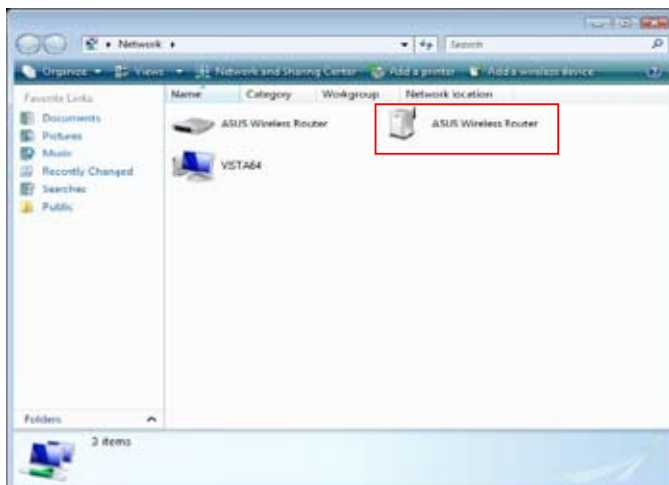 Network
Search
Organize Views Network and Sharing Center Add a printer Add a wireless device
Favorite Links
Name Category Workgroup Network location
Documents
Pictures
Music
Recently Changed
Searches
Public
ASUS Wireless Router
ASUS Wireless Router
VISTA64
Folders
3 items